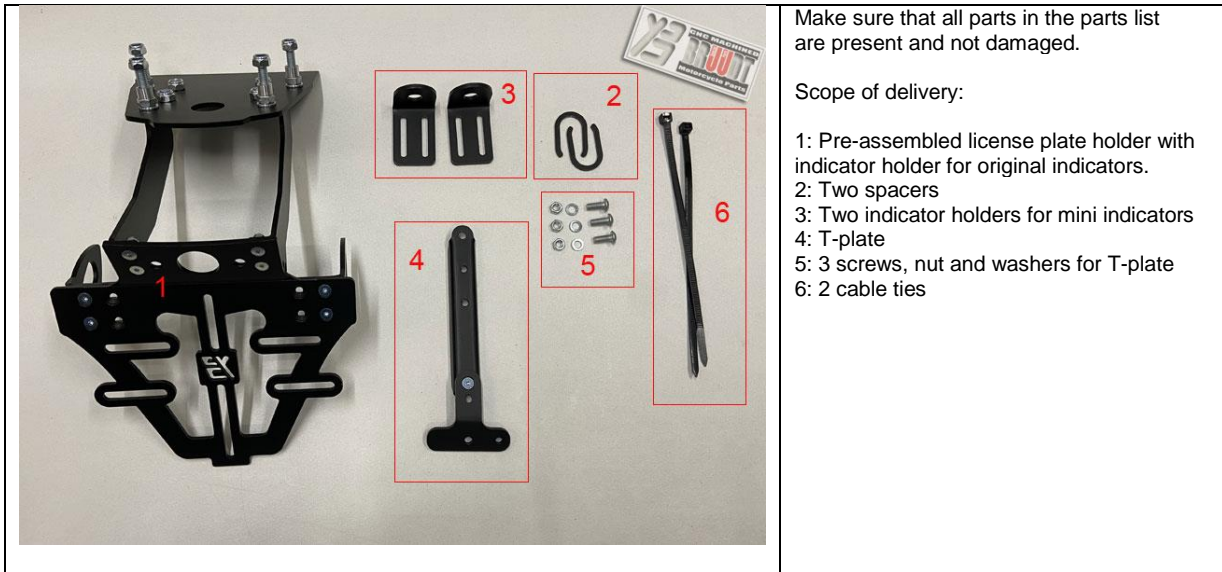 CNC MACHINED
mount
Motorcycle Parts
3
2
6
4
5
1
Make sure that all parts in the parts list
are present and not damaged.
Scope of delivery:
1: Pre-assembled license plate holder with
indicator holder for original indicators.
2: Two spacers
3: Two indicator holders for mini indicators
4: T-plate
5: 3 screws, nut and washers for T-plate
6: 2 cable ties